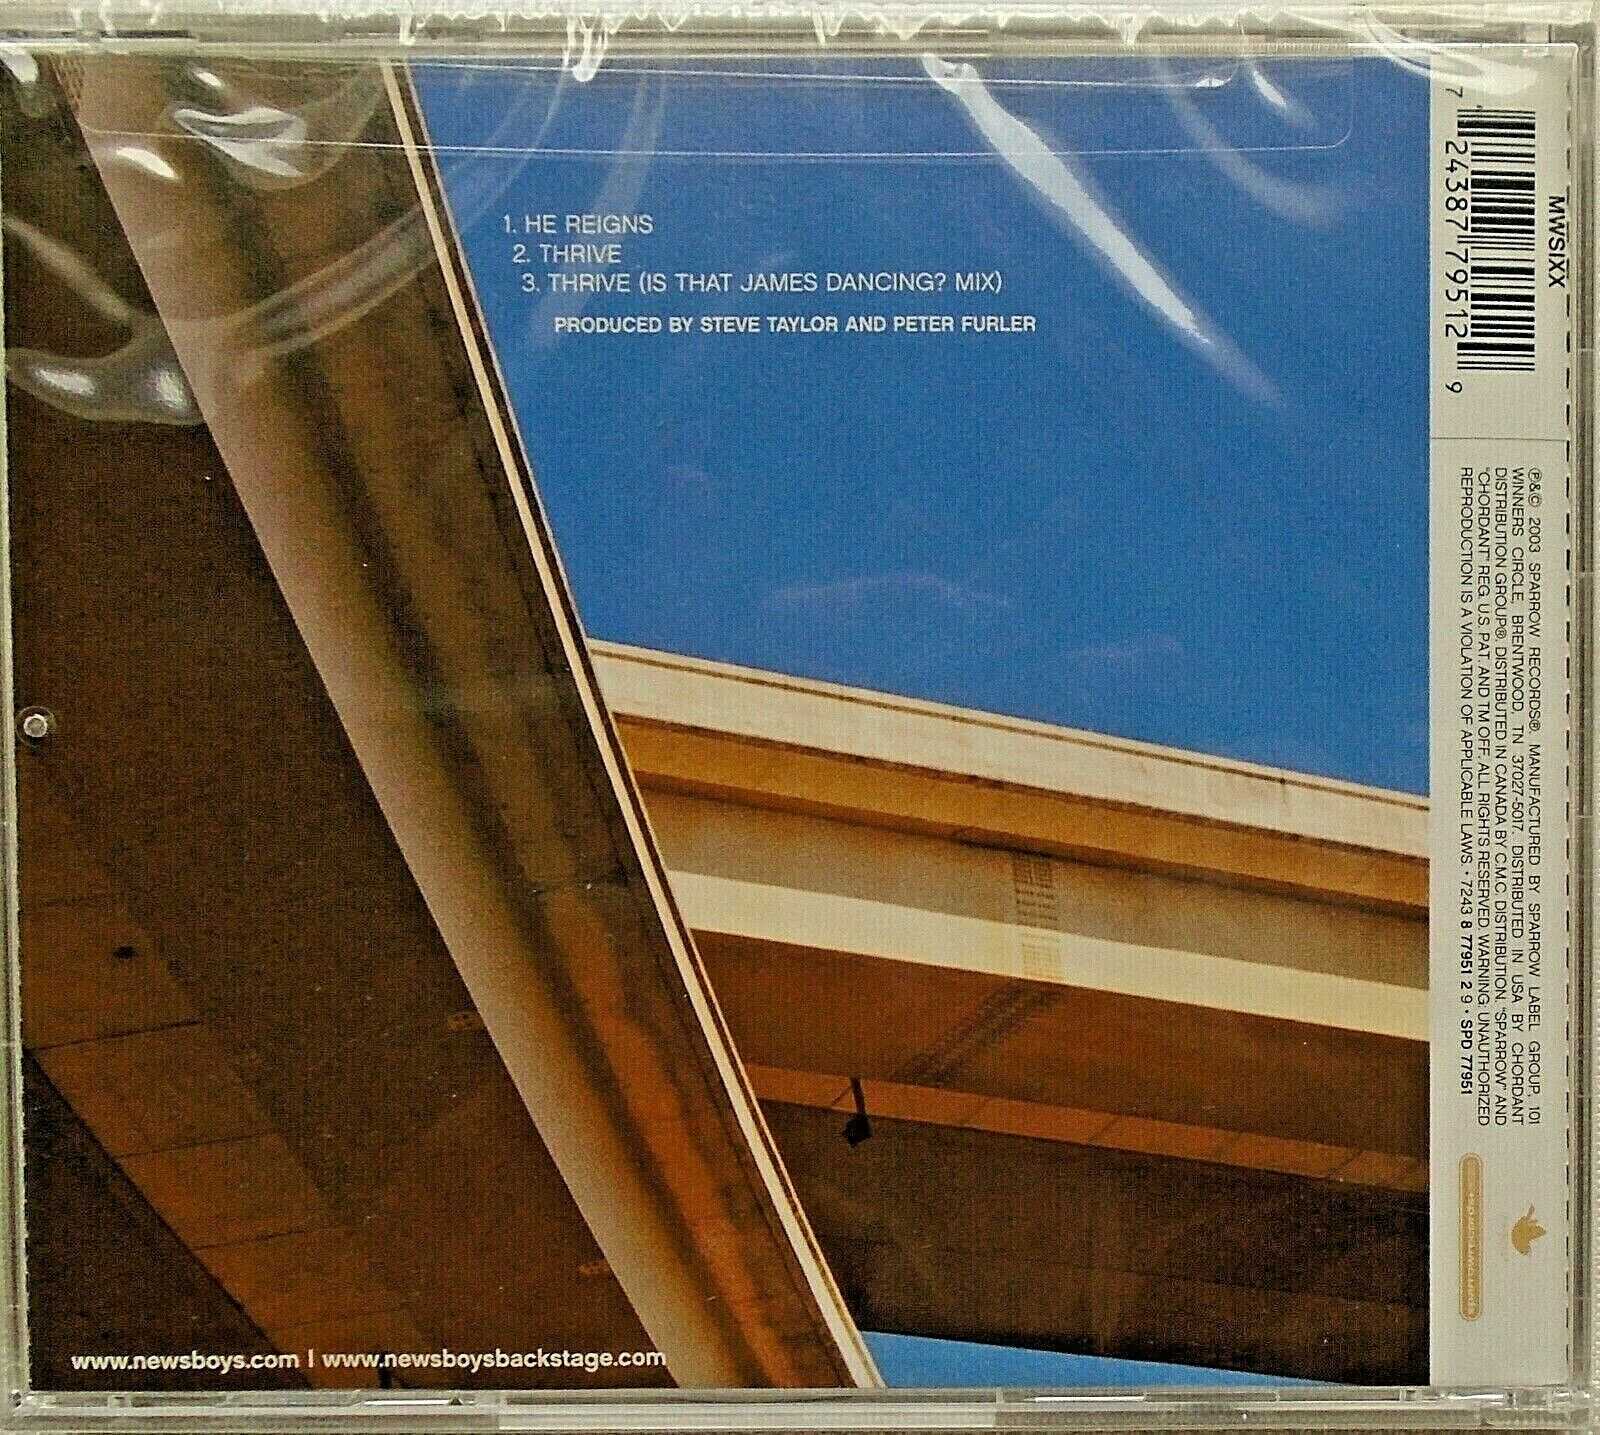 1. HE REIGNS
2. THRIVE
3. THRIVE (IS THAT JAMES DANCING? MIX)
PRODUCED BY STEVE TAYLOR AND PETER FURLER
www.newsboys.com | www.newsboysbackstage.com
MWSIXX
7 24387 79512 9
℗&© 2003 SPARROW RECORDS®. MANUFACTURED BY SPARROW LABEL GROUP, 101
WINNERS CIRCLE, BRENTWOOD, TN 37027-5017. DISTRIBUTED IN USA BY CHORDANT
DISTRIBUTION GROUP®. DISTRIBUTED IN CANADA BY C.M.C. DISTRIBUTION. "SPARROW" AND
"CHORDANT" REG. U.S. PAT. AND TM OFF. ALL RIGHTS RESERVED. WARNING: UNAUTHORIZED
REPRODUCTION IS A VIOLATION OF APPLICABLE LAWS. • 7243 8 77951 2 9 • SPD 77951